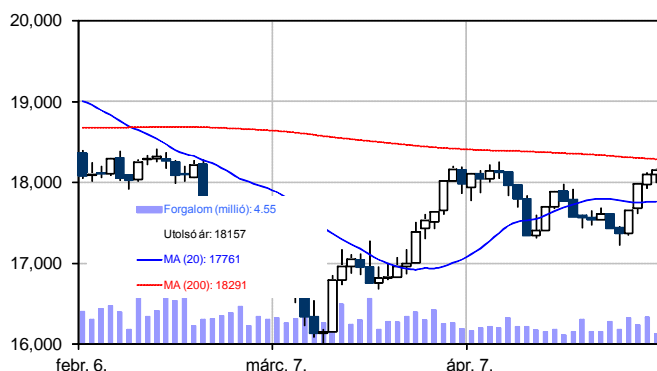 20,000
19,000
18,000
17,000
16,000
Forgalom (millió): 4.55
Utolsó ár: 18157
MA (20): 17761
MA (200): 18291
febr. 6.
márc. 7.
ápr. 7.